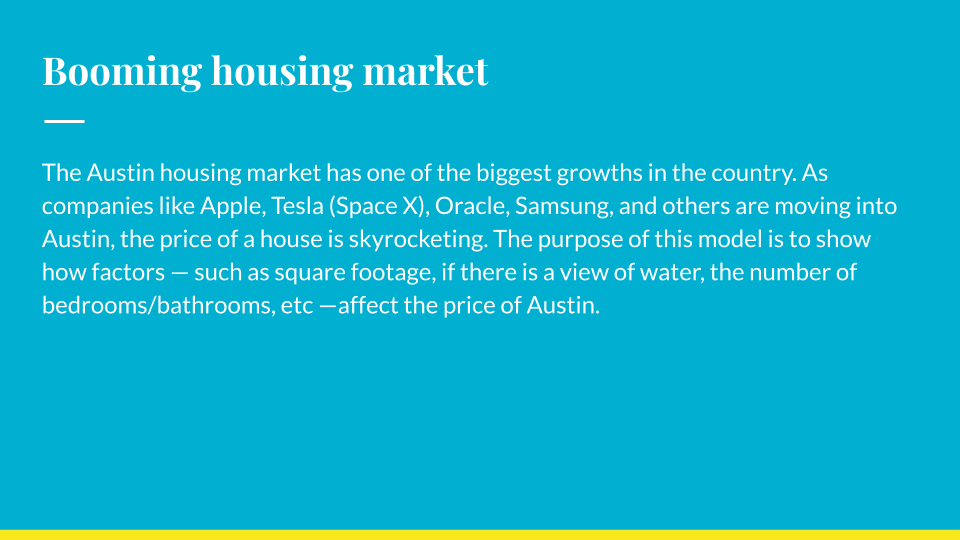 Booming housing market
The Austin housing market has one of the biggest growths in the country. As
companies like Apple, Tesla (Space X), Oracle, Samsung, and others are moving into
Austin, the price of a house is skyrocketing. The purpose of this model is to show
how factors — such as square footage, if there is a view of water, the number of
bedrooms/bathrooms, etc —affect the price of Austin.